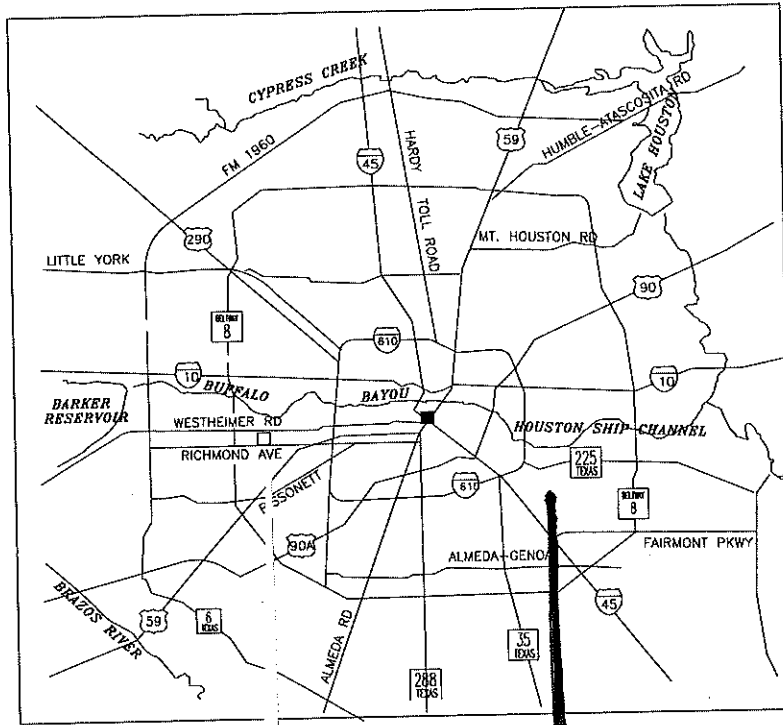 CYPRESS CREEK
FM 1960
45
HARDY
TOLL ROAD
59
HUMBLE-ATASCOSITA RD
LAKE HOUSTON
290
MT. HOUSTON RD
LITTLE YORK
90
BELTWAY
8
610
10
BUFFALO
BAYOU
10
BARKER
RESERVOIR
WESTHEIMER RD
HOUSTON SHIP CHANNEL
RICHMOND AVE
225
TEXAS
BISSONETT
610
BELTWAY
8
90A
ALMEDA-GENOA
FAIRMONT PKWY
BRAZOS RIVER
59
6
TEXAS
ALMEDA RD
35
TEXAS
45
288
TEXAS